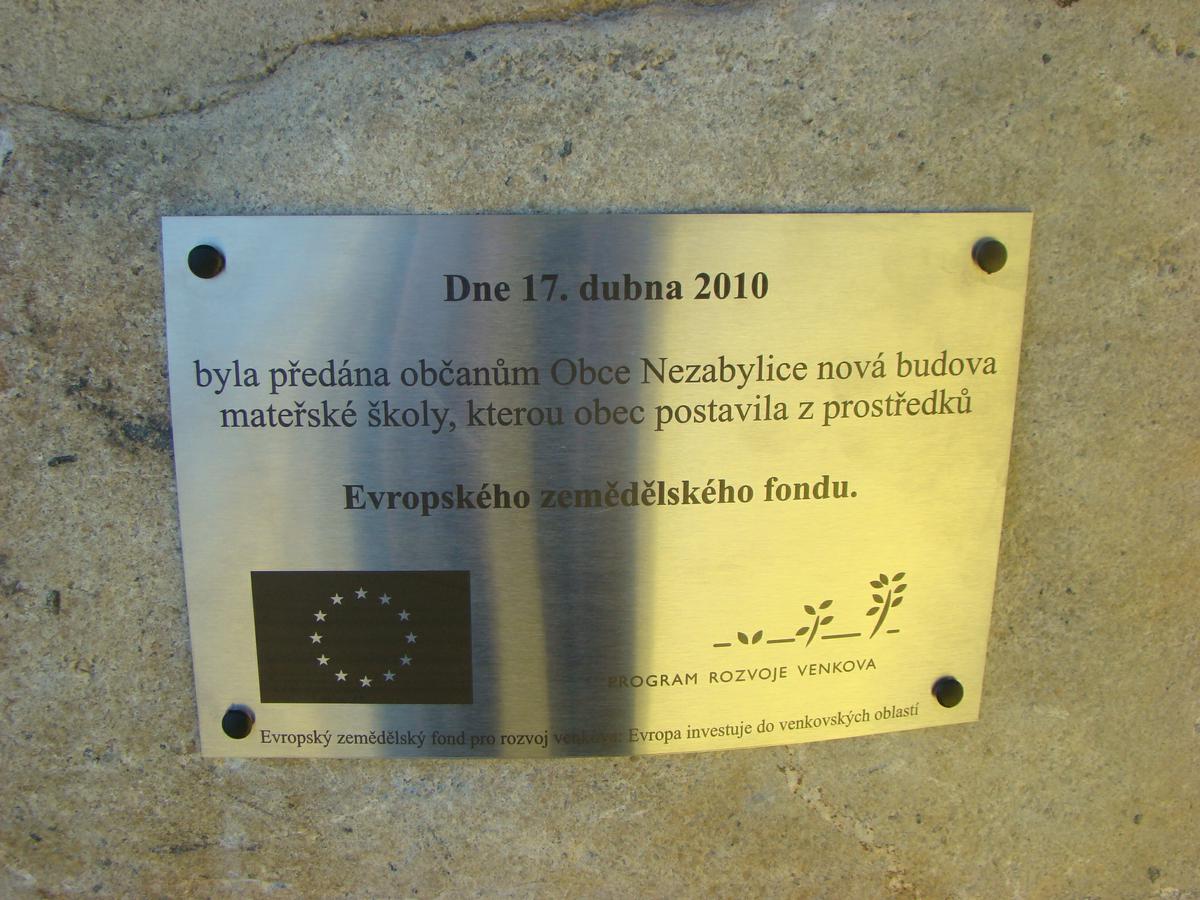 Dne 17. dubna 2010
byla předána občanům Obce Nezabylice nová budova
mateřské školy, kterou obec postavila z prostředků
Evropského zemědělského fondu.
PROGRAM ROZVOJE VENKOVA
Evropský zemědělský fond pro rozvoj venkova: Evropa investuje do venkovských oblastí